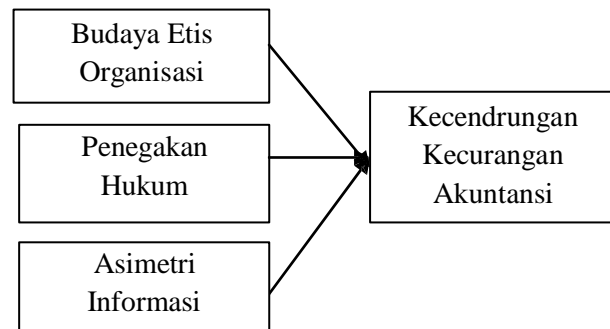 Budaya Etis
Organisasi
Penegakan
Hukum
Asimetri
Informasi
Kecendrungan
Kecurangan
Akuntansi